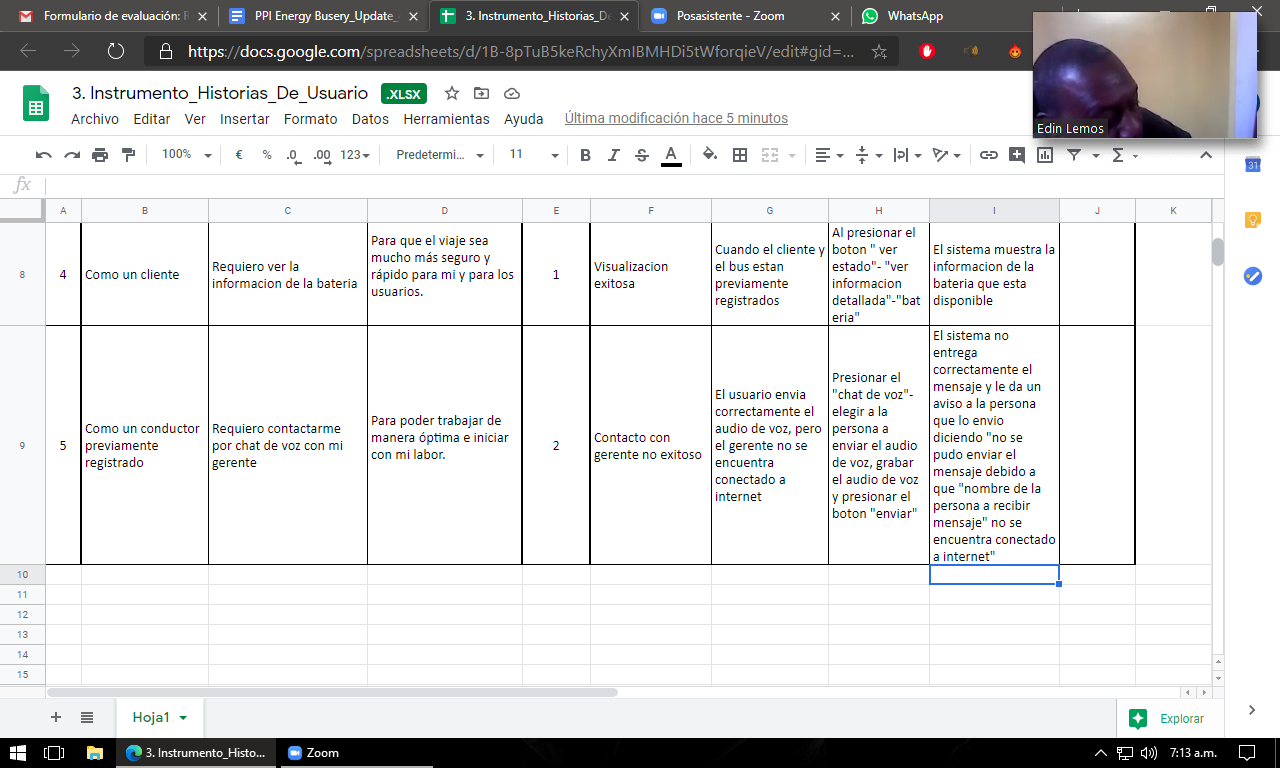 Formulario de evaluación: R
PPI Energy Busery_Update_
3. Instrumento_Historias_De
Posasistente - Zoom
WhatsApp
https://docs.google.com/spreadsheets/d/1B-8pTuB5keRchyXmIBMHDi5tWforqieV/edit#gid=...
Edin Lemos
3. Instrumento_Historias_De_Usuario
.XLSX
Archivo Editar Ver Insertar Formato Datos Herramientas Ayuda
Última modificación hace 5 minutos
100% € % .0 .00 123 Predetermi... 11 B I S A
31
fx
A B C D E F G H I J K
8
4
Como un cliente
Requiero ver la
informacion de la bateria
Para que el viaje sea
mucho más seguro y
rápido para mi y para los
usuarios.
1
Visualizacion
exitosa
Cuando el cliente y
el bus estan
previamente
registrados
Al presionar el
boton " ver
estado"- "ver
informacion
detallada"-"bat
eria"
El sistema muestra la
informacion de la
bateria que esta
disponible
9
5
Como un conductor
previamente
registrado
Requiero contactarme
por chat de voz con mi
gerente
Para poder trabajar de
manera óptima e iniciar
con mi labor.
2
Contacto con
gerente no exitoso
El usuario envia
correctamente el
audio de voz, pero
el gerente no se
encuentra
conectado a
internet
Presionar el
"chat de voz"-
elegir a la
persona a
enviar el audio
de voz, grabar
el audio de voz
y presionar el
boton "enviar"
El sistema no
entrega
correctamente el
mensaje y le da un
aviso a la persona
que lo envio
diciendo "no se
pudo enviar el
mensaje debido a
que "nombre de la
persona a recibir
mensaje" no se
encuentra conectado
a internet"
10
11
12
13
14
15
Hoja1
Explorar
3. Instrumento_Histo...
Zoom
7:13 a.m.